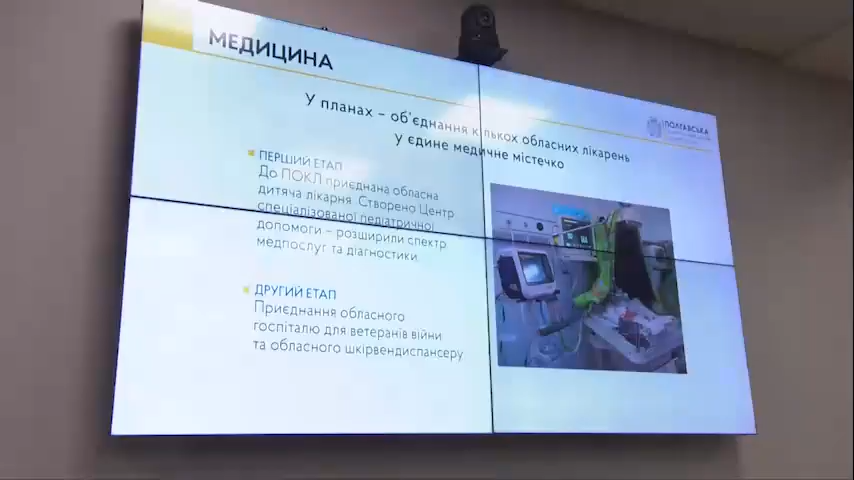 МЕДИЦИНА
У планах – об'єднання кількох обласних лікарень
у єдине медичне містечко
ПОЛТАВСЬКА
ПЕРШИЙ ЕТАП
До ПОКЛ приєднана обласна
дитяча лікарня. Створено Центр
спеціалізованої педіатричної
допомоги – розширили спектр
медпослуг та діагностики
ДРУГИЙ ЕТАП
Приєднання обласного
госпіталю для ветеранів війни
та обласного шкірвендиспансеру